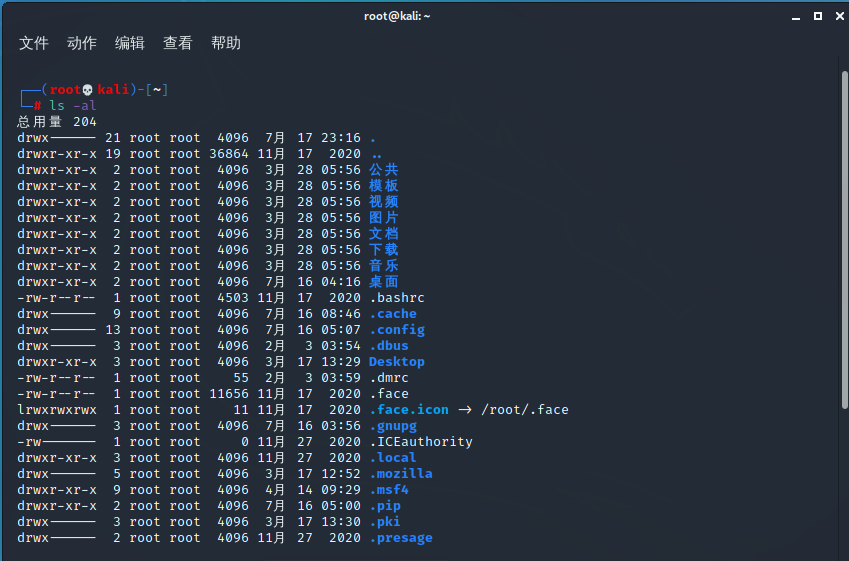 root@kali: ~
文件 动作 编辑 查看 帮助
┌──(root💀kali)-[~]
└─# ls -al
总用量 204
drwx------ 21 root root  4096  7月 17 23:16 .
drwxr-xr-x 19 root root 36864 11月 17  2020 ..
drwxr-xr-x  2 root root  4096  3月 28 05:56 公共
drwxr-xr-x  2 root root  4096  3月 28 05:56 模板
drwxr-xr-x  2 root root  4096  3月 28 05:56 视频
drwxr-xr-x  2 root root  4096  3月 28 05:56 图片
drwxr-xr-x  2 root root  4096  3月 28 05:56 文档
drwxr-xr-x  2 root root  4096  3月 28 05:56 下载
drwxr-xr-x  2 root root  4096  3月 28 05:56 音乐
drwxr-xr-x  2 root root  4096  7月 16 04:16 桌面
-rw-r--r--  1 root root  4503 11月 17  2020 .bashrc
drwx------  9 root root  4096  7月 16 08:46 .cache
drwx------ 13 root root  4096  7月 16 05:07 .config
drwx------  3 root root  4096  2月  3 03:54 .dbus
drwxr-xr-x  3 root root  4096  3月 17 13:29 Desktop
-rw-r--r--  1 root root    55  2月  3 03:59 .dmrc
-rw-r--r--  1 root root 11656 11月 17  2020 .face
lrwxrwxrwx  1 root root    11 11月 17  2020 .face.icon -> /root/.face
drwx------  3 root root  4096  7月 16 03:56 .gnupg
-rw-------  1 root root     0 11月 27  2020 .ICEauthority
drwxr-xr-x  3 root root  4096 11月 27  2020 .local
drwx------  5 root root  4096  3月 17 12:52 .mozilla
drwxr-xr-x  9 root root  4096  4月 14 09:29 .msf4
drwxr-xr-x  2 root root  4096  7月 16 05:00 .pip
drwx------  3 root root  4096  3月 17 13:30 .pki
drwx------  2 root root  4096 11月 27  2020 .presage